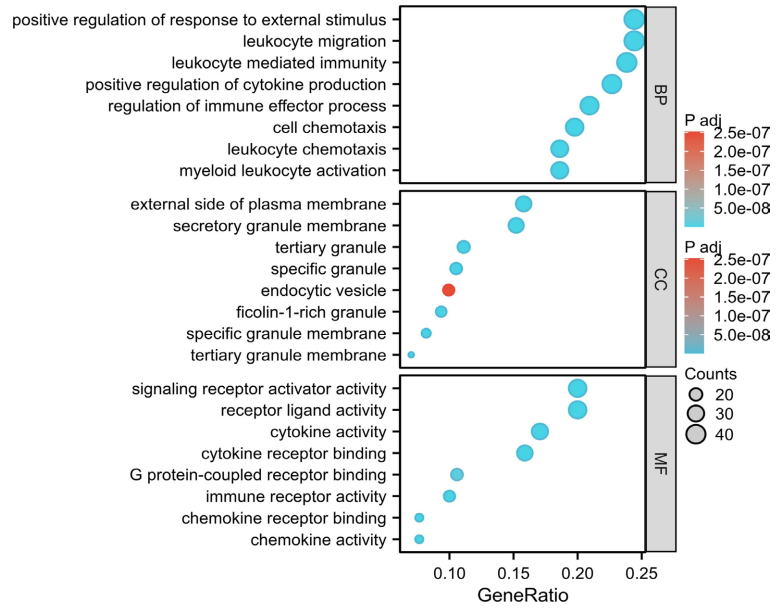 positive regulation of response to external stimulus
leukocyte migration
leukocyte mediated immunity
positive regulation of cytokine production
regulation of immune effector process
cell chemotaxis
leukocyte chemotaxis
myeloid leukocyte activation
BP
external side of plasma membrane
secretory granule membrane
tertiary granule
specific granule
endocytic vesicle
ficolin-1-rich granule
specific granule membrane
tertiary granule membrane
CC
signaling receptor activator activity
receptor ligand activity
cytokine activity
cytokine receptor binding
G protein-coupled receptor binding
immune receptor activity
chemokine receptor binding
chemokine activity
MF
0.10 0.15 0.20 0.25
GeneRatio
P adj
2.5e-07
2.0e-07
1.5e-07
1.0e-07
5.0e-08
P adj
2.5e-07
2.0e-07
1.5e-07
1.0e-07
5.0e-08
Counts
20
30
40